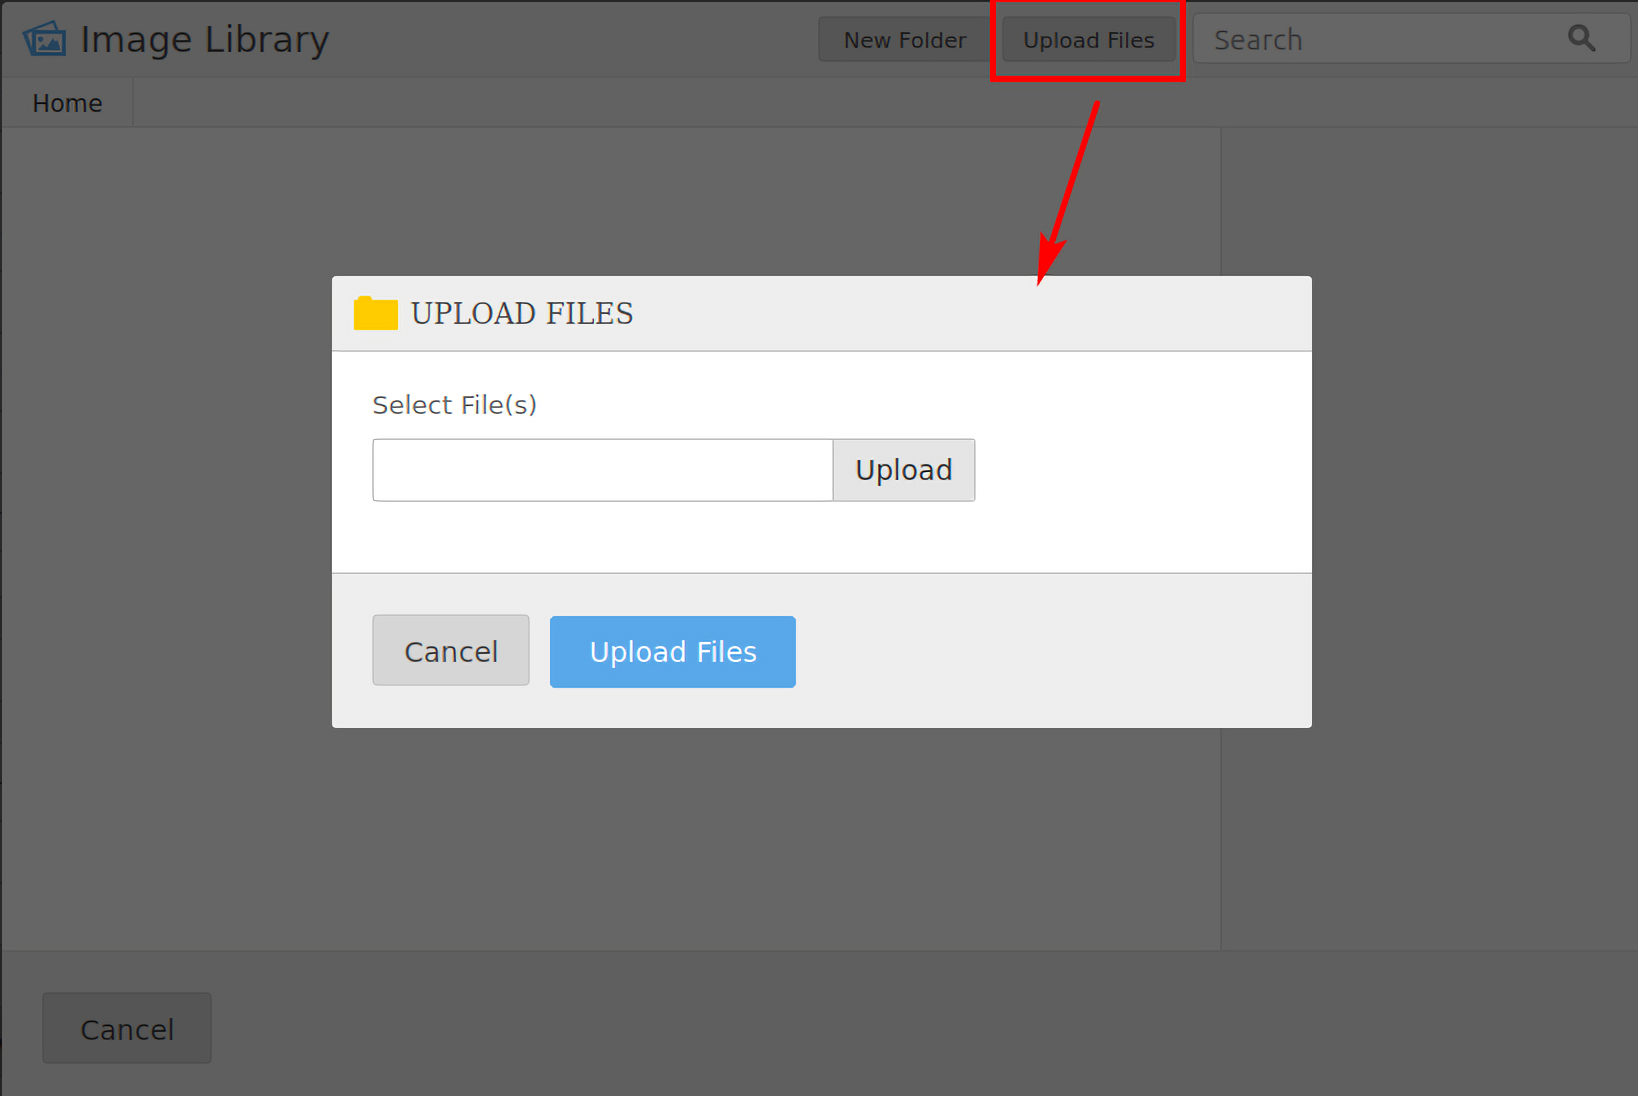 Image Library
New Folder
Upload Files
Search
Home
UPLOAD FILES
Select File(s)
Upload
Cancel
Upload Files
Cancel